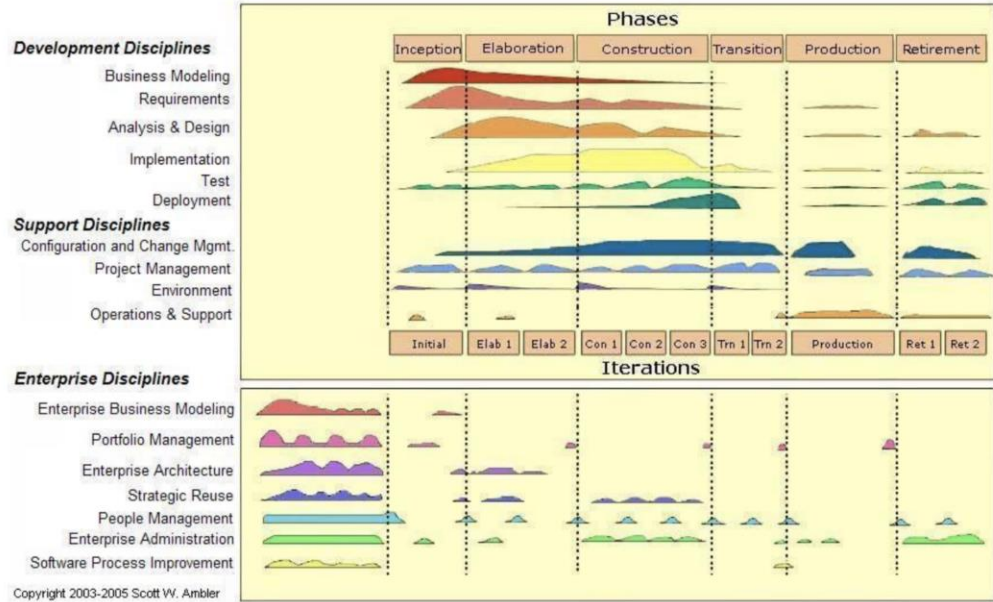 Phases
Development Disciplines
Inception Elaboration Construction Transition Production Retirement
Business Modeling
Requirements
Analysis & Design
Implementation
Test
Deployment
Support Disciplines
Configuration and Change Mgmt.
Project Management
Environment
Operations & Support
Initial Elab 1 Elab 2 Con 1 Con 2 Con 3 Trn 1 Trn 2 Production Ret 1 Ret 2
Iterations
Enterprise Disciplines
Enterprise Business Modeling
Portfolio Management
Enterprise Architecture
Strategic Reuse
People Management
Enterprise Administration
Software Process Improvement
Copyright 2003-2005 Scott W. Ambler